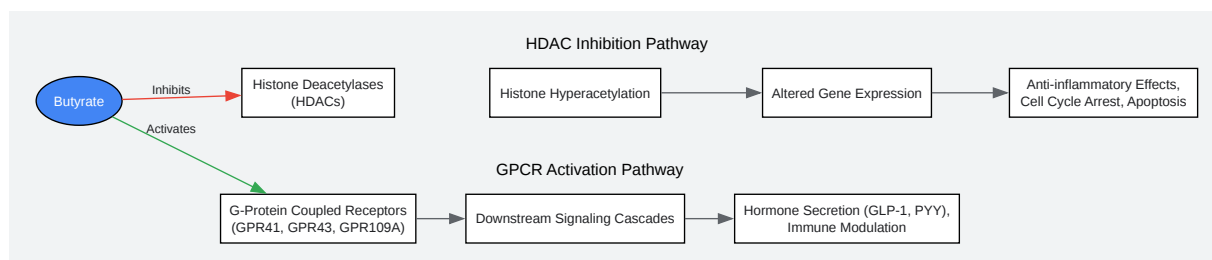 HDAC Inhibition Pathway
Butyrate
Inhibits
Histone Deacetylases
(HDACs)
Histone Hyperacetylation
Altered Gene Expression
Anti-inflammatory Effects,
Cell Cycle Arrest, Apoptosis
Activates
GPCR Activation Pathway
G-Protein Coupled Receptors
(GPR41, GPR43, GPR109A)
Downstream Signaling Cascades
Hormone Secretion (GLP-1, PYY),
Immune Modulation